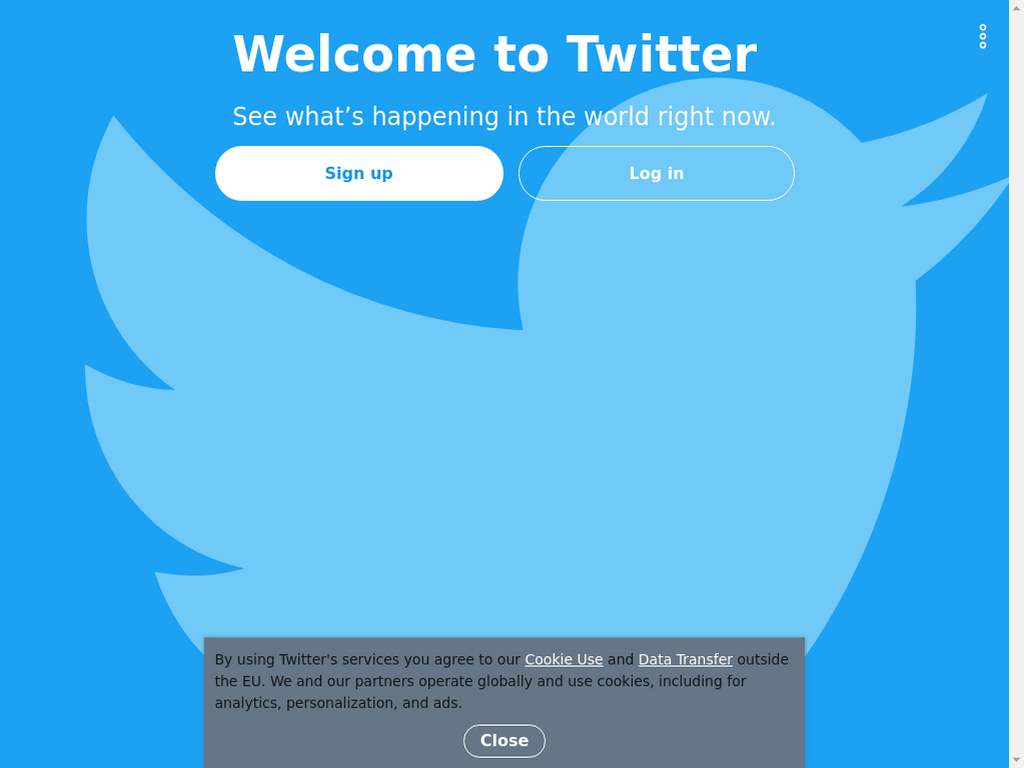 Welcome to Twitter
See what’s happening in the world right now.
Sign up
Log in
By using Twitter's services you agree to our Cookie Use and Data Transfer outside
the EU. We and our partners operate globally and use cookies, including for
analytics, personalization, and ads.
Close